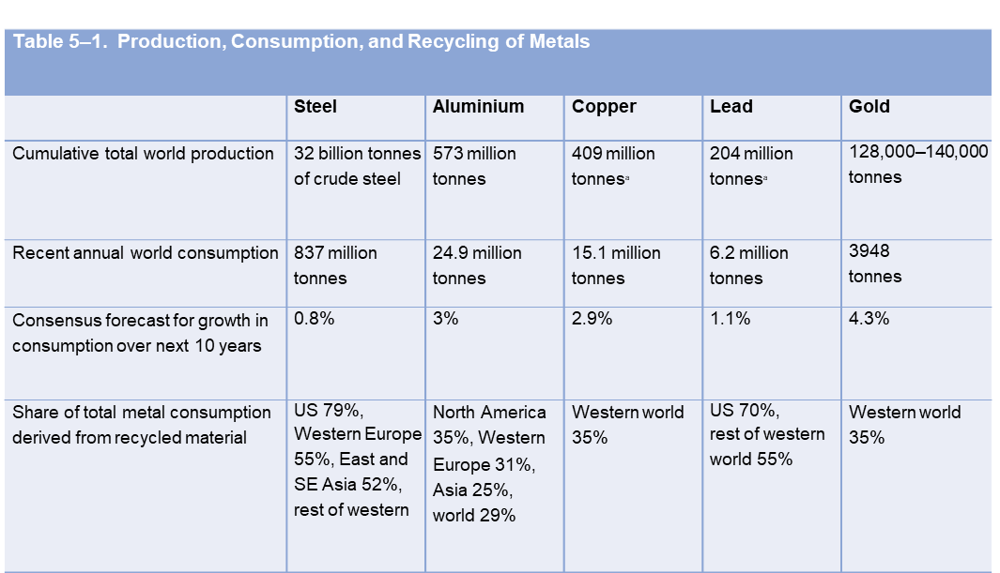 Table 5–1. Production, Consumption, and Recycling of Metals
Steel
Aluminium
Copper
Lead
Gold
Cumulative total world production
32 billion tonnes
of crude steel
573 million
tonnes
409 million
tonnesª
204 million
tonnesª
128,000–140,000
tonnes
Recent annual world consumption
837 million
tonnes
24.9 million
tonnes
15.1 million
tonnes
6.2 million
tonnes
3948
tonnes
Consensus forecast for growth in
consumption over next 10 years
0.8%
3%
2.9%
1.1%
4.3%
Share of total metal consumption
derived from recycled material
US 79%,
Western Europe
55%, East and
SE Asia 52%,
rest of western
North America
35%, Western
Europe 31%,
Asia 25%,
world 29%
Western world
35%
US 70%,
rest of western
world 55%
Western world
35%